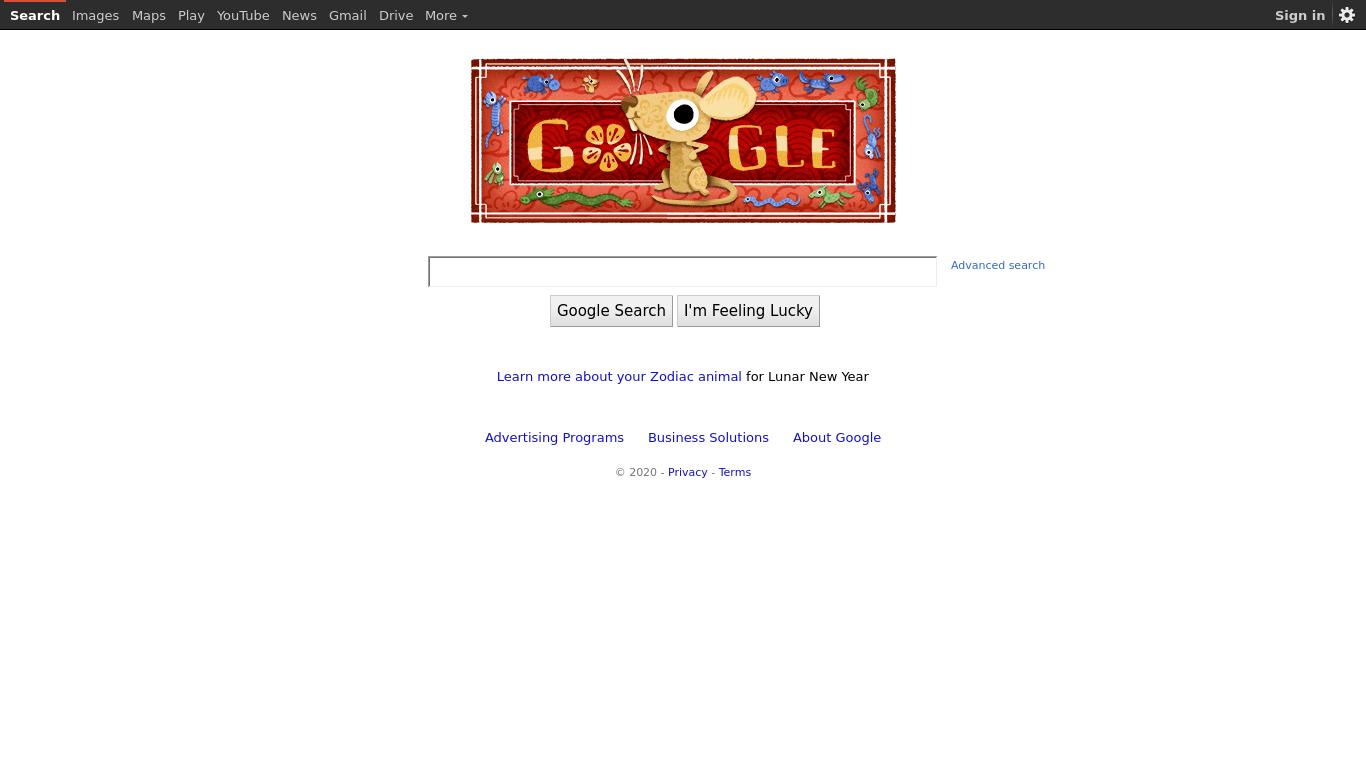 Search Images Maps Play YouTube News Gmail Drive More Sign in
GOOGLE
Advanced search
Google Search I'm Feeling Lucky
Learn more about your Zodiac animal for Lunar New Year
Advertising Programs Business Solutions About Google
© 2020 - Privacy - Terms